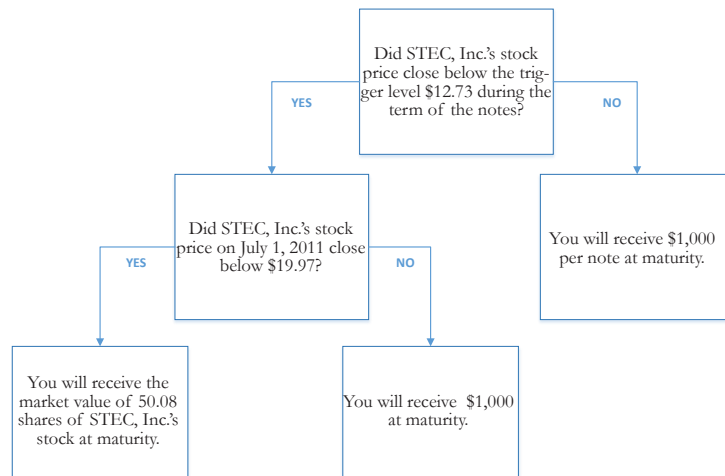 Did STEC, Inc.'s stock
price close below the trig-
ger level $12.73 during the
term of the notes?
YES
NO
Did STEC, Inc.'s stock
price on July 1, 2011 close
below $19.97?
You will receive $1,000
per note at maturity.
YES
NO
You will receive the
market value of 50.08
shares of STEC, Inc.'s
stock at maturity.
You will receive $1,000
at maturity.